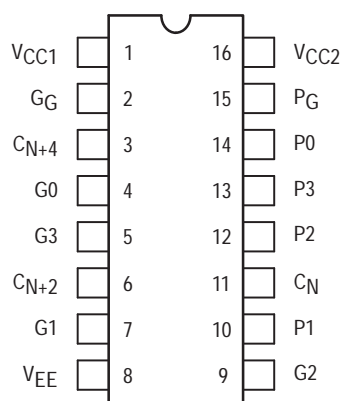 VCC1 1 16 VCC2
GG 2 15 PG
CN+4 3 14 P0
G0 4 13 P3
G3 5 12 P2
CN+2 6 11 CN
G1 7 10 P1
VEE 8 9 G2